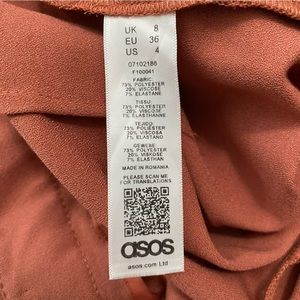 UK 8
EU 36
US 4
07102186
F100041
FABRIC
73% POLYESTER
20% VISCOSE
7% ELASTANE
TISSU
73% POLYESTER
20% VISCOSE
7% ELASTHANNE
TEJIDO
73% POLIESTER
20% VISCOSA
7% ELASTANO
GEWEBE
73% POLYESTER
20% VISKOSE
7% ELASTHAN
MADE IN ROMANIA
PLEASE SCAN ME
FOR TRANSLATIONS
asos
asos.com Ltd